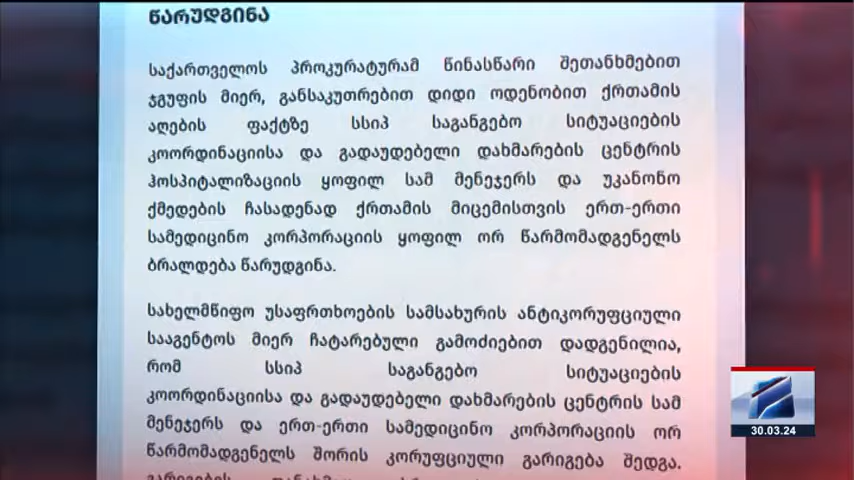 წარუდგინა
საქართველოს პროკურატურამ წინასწარი შეთანხმებით
ჯგუფის მიერ, განსაკუთრებით დიდი ოდენობით ქრთამის
აღების ფაქტზე სსიპ საგანგებო სიტუაციების
კოორდინაციისა და გადაუდებელი დახმარების ცენტრის
ჰოსპიტალიზაციის ყოფილ სამ მენეჯერს და უკანონო
ქმედების ჩასადენად ქრთამის მიცემისთვის ერთ-ერთი
სამედიცინო კორპორაციის ყოფილ ორ წარმომადგენელს
ბრალდება წარუდგინა.
სახელმწიფო უსაფრთხოების სამსახურის ანტიკორუფციული
სააგენტოს მიერ ჩატარებული გამოძიებით დადგენილია,
რომ სსიპ საგანგებო სიტუაციების
კოორდინაციისა და გადაუდებელი დახმარების ცენტრის სამ
მენეჯერს და ერთ-ერთი სამედიცინო კორპორაციის ორ
წარმომადგენელს შორის კორუფციული გარიგება შედგა.
30.03.24